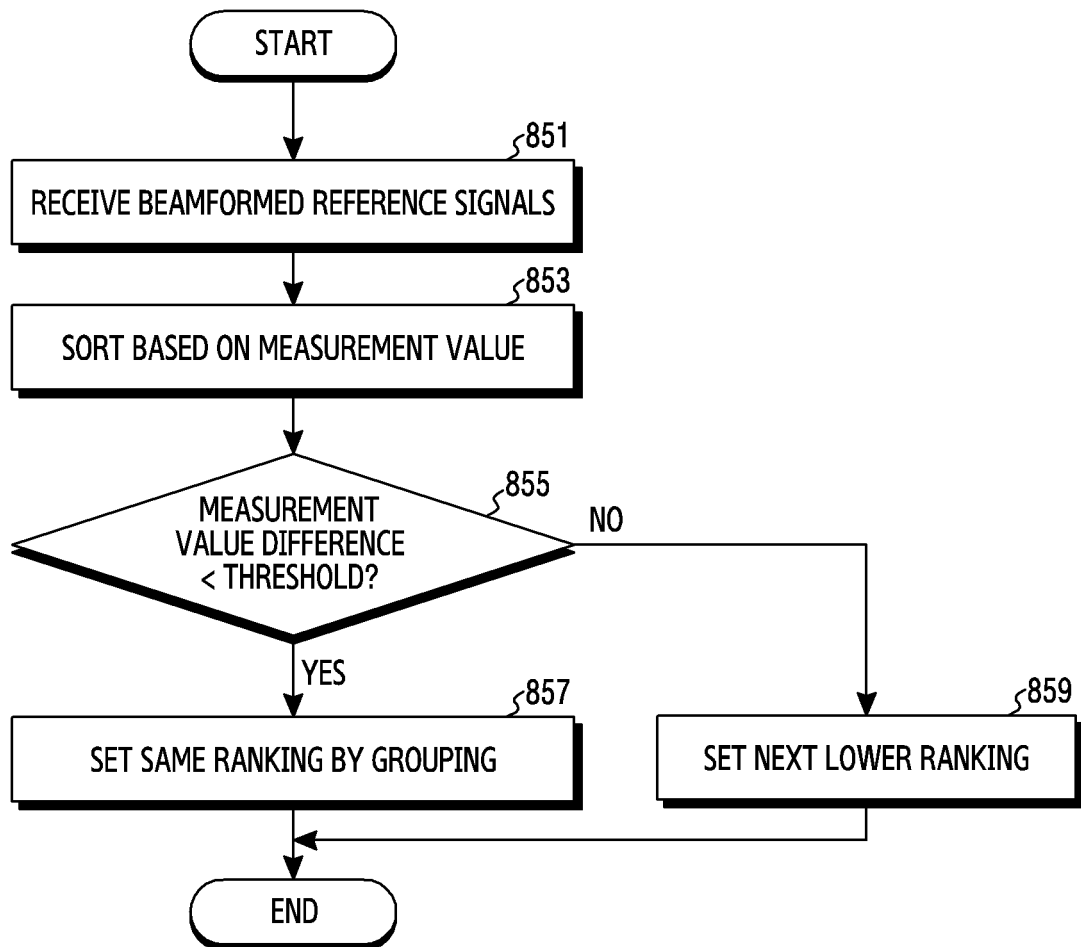 START
851
RECEIVE BEAMFORMED REFERENCE SIGNALS
853
SORT BASED ON MEASUREMENT VALUE
855
MEASUREMENT
VALUE DIFFERENCE
< THRESHOLD?
NO
YES
857
SET SAME RANKING BY GROUPING
859
SET NEXT LOWER RANKING
END